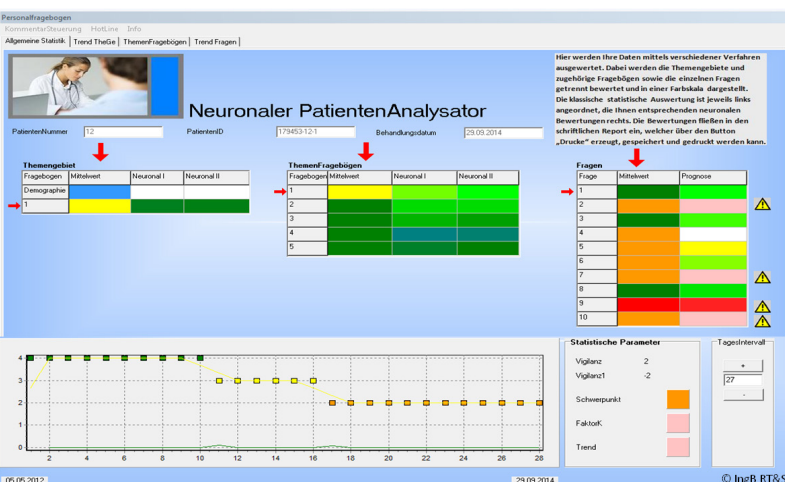 Personalfragebogen
KommentarSteuerung HotLine Info
Allgemeine Statistik Trend TheGe ThemenFragebögen Trend Fragen
Hier werden Ihre Daten mittels verschiedener Verfahren
ausgewertet. Dabei werden die Themengebiete und
zugehörige Fragebögen sowie die einzelnen Fragen
getrennt bewertet und in einer Farbskala dargestellt.
Die klassische statistische Auswertung ist jeweils links
angeordnet, die Ihnen entsprechenden neuronalen
Bewertungen rechts. Die Bewertungen fließen in den
schriftlichen Report ein, welcher über den Button
„Drucke" erzeugt, gespeichert und gedruckt werden kann.
Neuronaler PatientenAnalysator
PatientenNummer 12 PatientenID 179453-12-1 Behandlungsdatum 29.09.2014
Themengebiet
Fragebogen Mittelwert Neuronal I Neuronal II
Demographie
1
ThemenFragebögen
Fragebogen Mittelwert Neuronal I Neuronal II
1
2
3
4
5
Fragen
Frage Mittelwert Prognose
1
2
3
4
5
6
7
8
9
10
4
3
2
1
0
2 4 6 8 10 12 14 16 18 20 22 24 26 28
05.05.2012 29.09.2014
Statistische Parameter
Vigilanz 2
Vigilanz1 -2
Schwerpunkt
FaktorK
Trend
TagesIntervall
+
27
-
© IngB RT&S